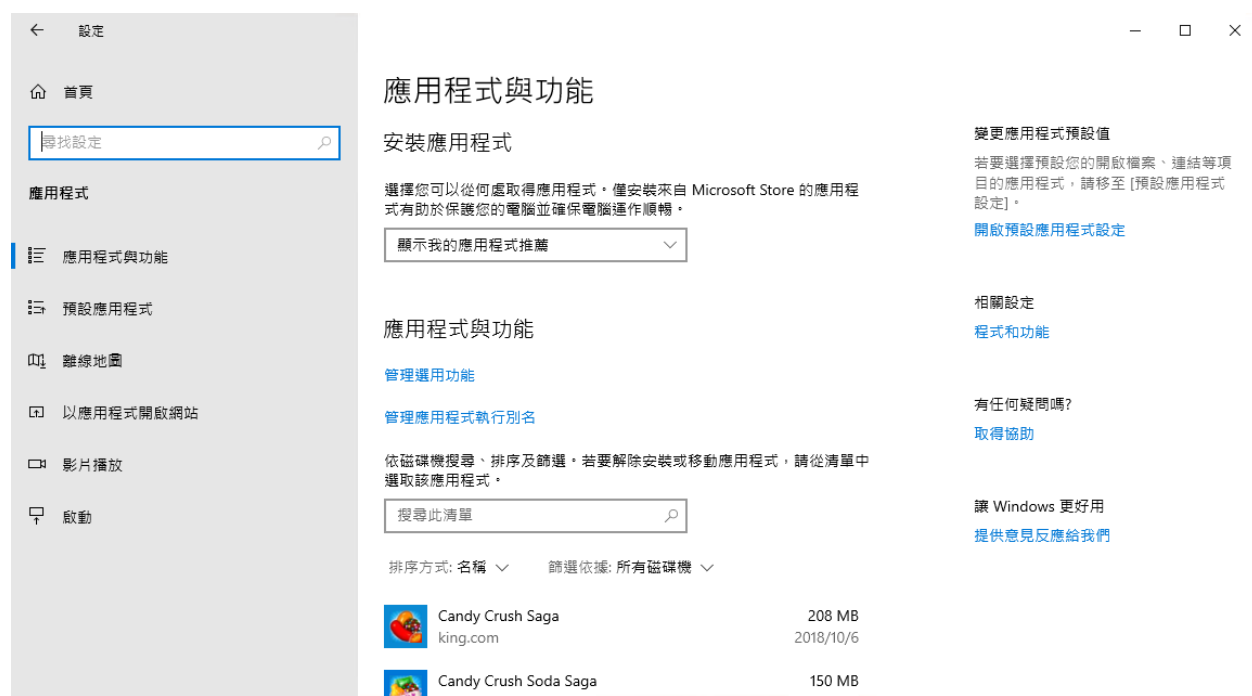 設定
首頁
尋找設定
應用程式
應用程式與功能
預設應用程式
離線地圖
以應用程式開啟網站
影片播放
啟動
應用程式與功能
安裝應用程式
選擇您可以從何處取得應用程式。僅安裝來自 Microsoft Store 的應用程
式有助於保護您的電腦並確保電腦運作順暢。
顯示我的應用程式推薦
應用程式與功能
管理選用功能
管理應用程式執行別名
依磁碟機搜尋、排序及篩選。若要解除安裝或移動應用程式，請從清單中
選取該應用程式。
搜尋此清單
排序方式: 名稱 篩選依據: 所有磁碟機
Candy Crush Saga 208 MB
king.com 2018/10/6
Candy Crush Soda Saga 150 MB
變更應用程式預設值
若要選擇預設您的開啟檔案、連結等項
目的應用程式，請移至 [預設應用程式
設定]。
開啟預設應用程式設定
相關設定
程式和功能
有任何疑問嗎?
取得協助
讓 Windows 更好用
提供意見反應給我們